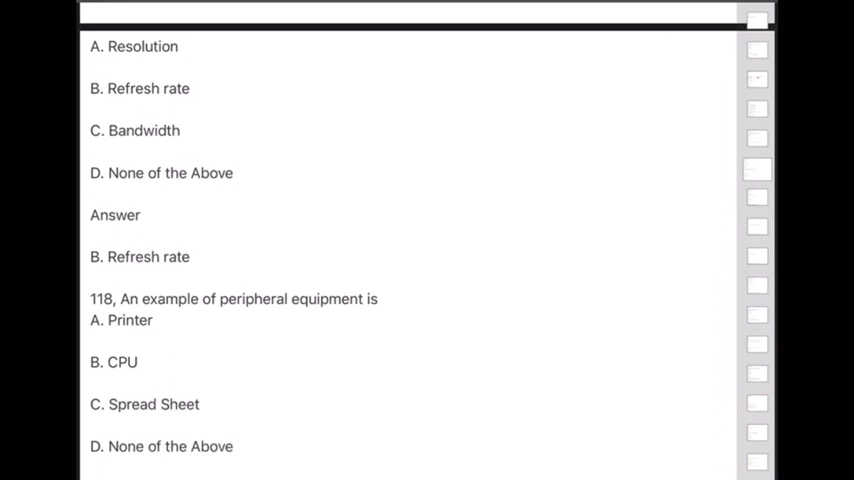 A. Resolution
B. Refresh rate
C. Bandwidth
D. None of the Above
Answer
B. Refresh rate
118, An example of peripheral equipment is
A. Printer
B. CPU
C. Spread Sheet
D. None of the Above